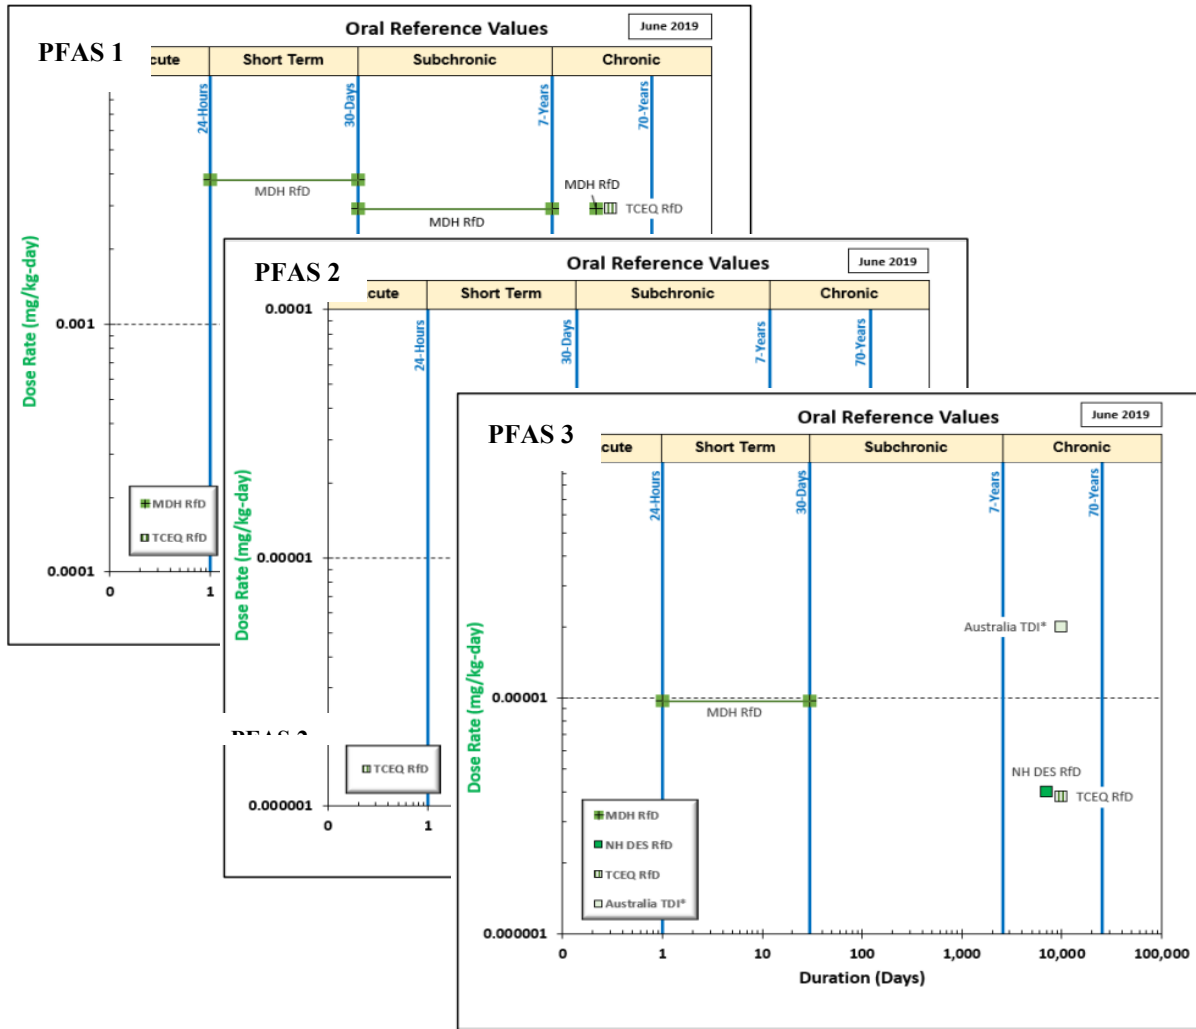 Oral Reference Values
June 2019
PFAS 1
cute
Short Term
Subchronic
Chronic
24-Hours
30-Days
7-Years
70-Years
MDH RfD
MDH RfD
MDH RfD
TCEQ RfD
Dose Rate (mg/kg-day)
0.001
0.0001
MDH RfD
TCEQ RfD
0
1
Oral Reference Values
June 2019
PFAS 2
cute
Short Term
Subchronic
Chronic
24-Hours
30-Days
7-Years
70-Years
Dose Rate (mg/kg-day)
0.0001
0.00001
0.000001
TCEQ RfD
0
1
Oral Reference Values
June 2019
PFAS 3
cute
Short Term
Subchronic
Chronic
24-Hours
30-Days
7-Years
70-Years
Australia TDI*
MDH RfD
NH DES RfD
TCEQ RfD
Dose Rate (mg/kg-day)
0.00001
0.000001
MDH RfD
NH DES RfD
TCEQ RfD
Australia TDI*
0
1
10
100
1,000
10,000
100,000
Duration (Days)